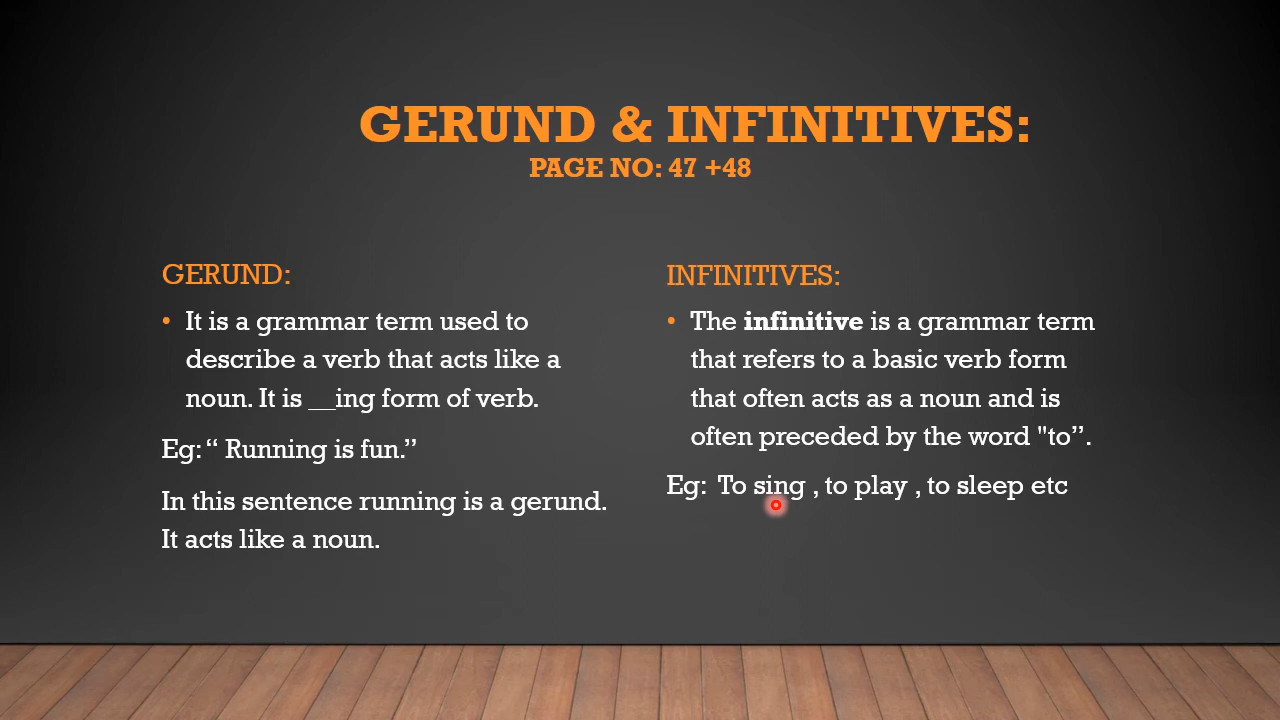 GERUND & INFINITIVES:
PAGE NO: 47 +48
GERUND:
• It is a grammar term used to
describe a verb that acts like a
noun. It is __ing form of verb.
Eg: “ Running is fun.”
In this sentence running is a gerund.
It acts like a noun.
INFINITIVES:
• The infinitive is a grammar term
that refers to a basic verb form
that often acts as a noun and is
often preceded by the word "to”.
Eg: To sing , to play , to sleep etc